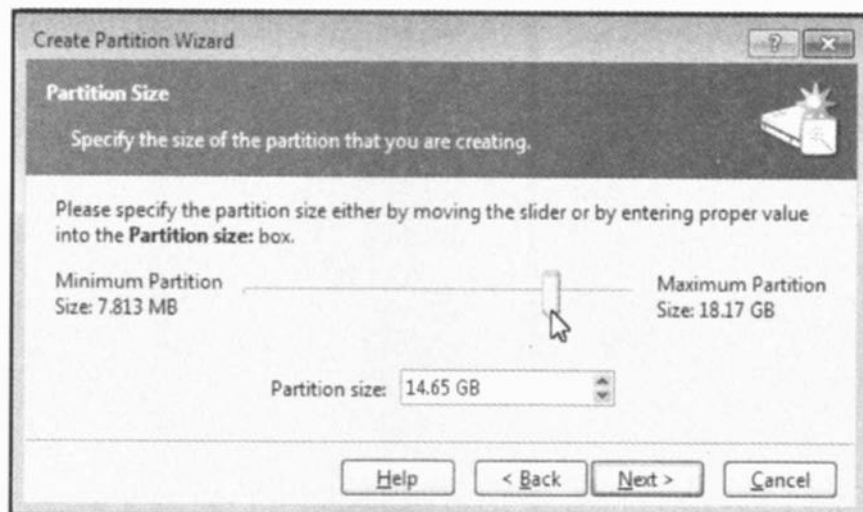 Create Partition Wizard
?
Partition Size
Specify the size of the partition that you are creating.
Please specify the partition size either by moving the slider or by entering proper value
into the Partition size: box.
Minimum Partition
Size: 7.813 MB
Maximum Partition
Size: 18.17 GB
Partition size: 14.65 GB
Help < Back Next > Cancel